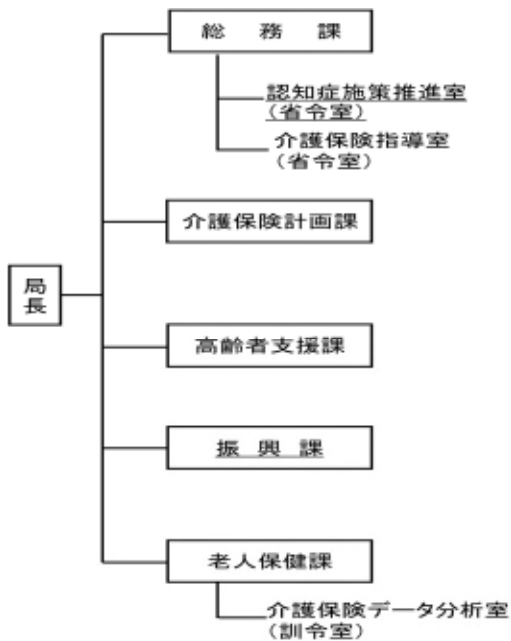 総務課
認知症施策推進室
(省令室)
介護保険指導室
(省令室)
介護保険計画課
局
長
高齢者支援課
振興課
老人保健課
介護保険データ分析室
(訓令室)